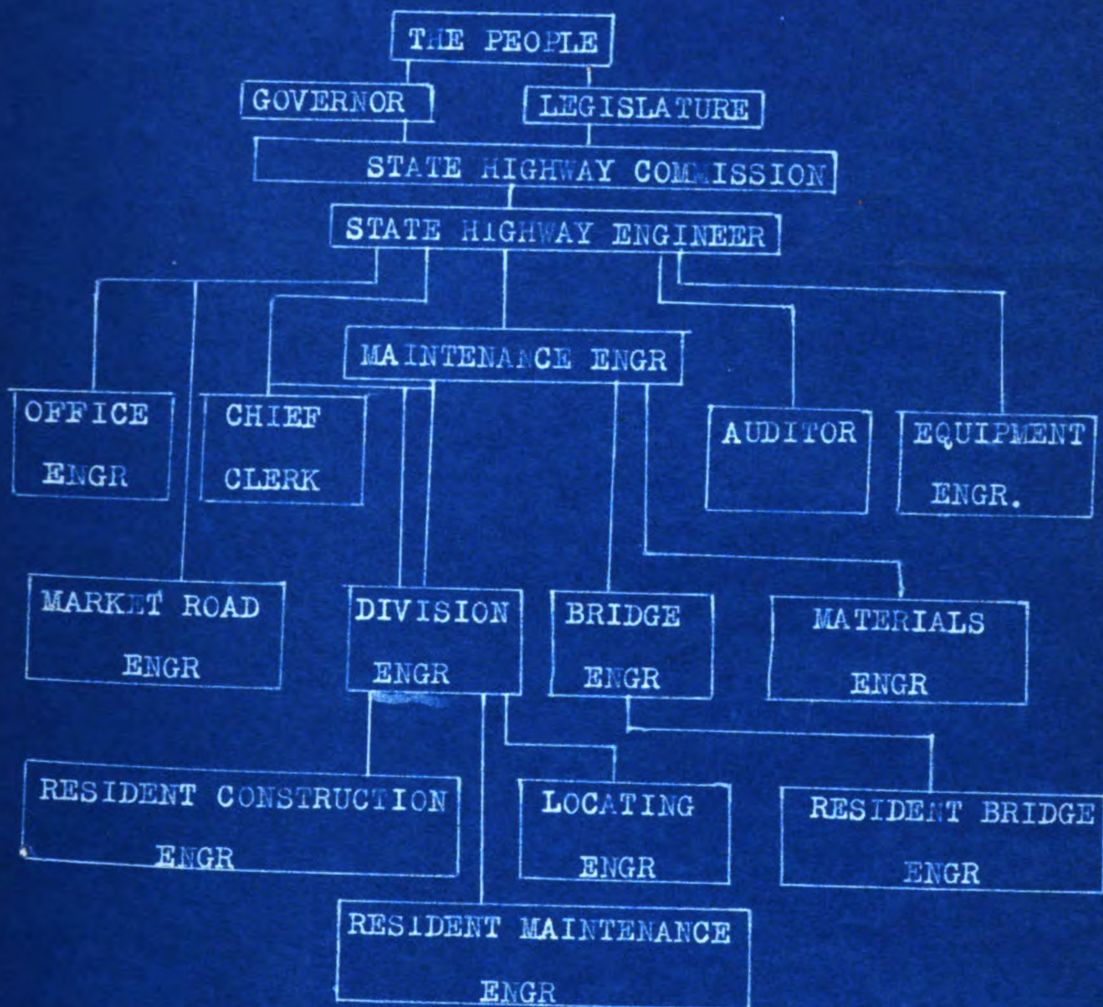 THE PEOPLE
GOVERNOR
LEGISLATURE
STATE HIGHWAY COMMISSION
STATE HIGHWAY ENGINEER
MAINTENANCE ENGR
OFFICE
ENGR
CHIEF
CLERK
AUDITOR
EQUIPMENT
ENGR.
MARKET ROAD
ENGR
DIVISION
ENGR
BRIDGE
ENGR
MATERIALS
ENGR
RESIDENT CONSTRUCTION
ENGR
LOCATING
ENGR
RESIDENT BRIDGE
ENGR
RESIDENT MAINTENANCE
ENGR